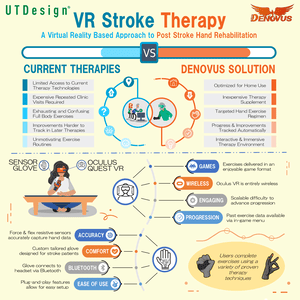 UTDesign®
DENOVUS
VR Stroke Therapy
A Virtual Reality Based Approach to Post Stroke Hand Rehabilitation
VS
CURRENT THERAPIES
Limited Access to Current
Therapy Technologies
Expensive Repeated Clinic
Visits Required
Exhausting and Confusing
Full Body Exercises
Improvements Harder to
Track in Later Therapies
Unmotivating Exercise
Routines
DENOVUS SOLUTION
Optimized for Home Use
Inexpensive Therapy
Supplement
Targeted Hand Exercise
Regimen
Progress & Improvements
Tracked Automatically
Interactive & Immersive
Therapy Environment
SENSOR
GLOVE
OCULUS
QUEST VR
GAMES
Exercises delivered in an
enjoyable game format
WIRELESS
Oculus VR is entirely wireless
ENGAGING
Scalable difficulty to
advance progression
PROGRESSION
Past exercise data available
via in-game menu
Force & flex resistive sensors
accurately capture hand data
ACCURACY
Custom tailored glove
designed for stroke patients
COMFORT
Glove connects to
headset via Bluetooth
BLUETOOTH
Plug and play features
allow for easy setup
EASE OF USE
Users complete
exercises using a
variety of proven
therapy
techniques